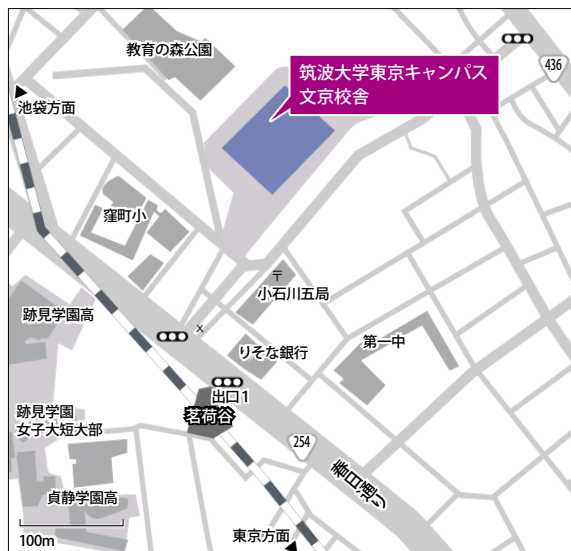 教育の森公園
筑波大学東京キャンパス
文京校舎
436
池袋方面
窪町小
〒
小石川五局
跡見学園高
x
りそな銀行
第一中
出口1
茗荷谷
跡見学園
女子大短大部
254
春日通り
貞静学園高
100m
東京方面